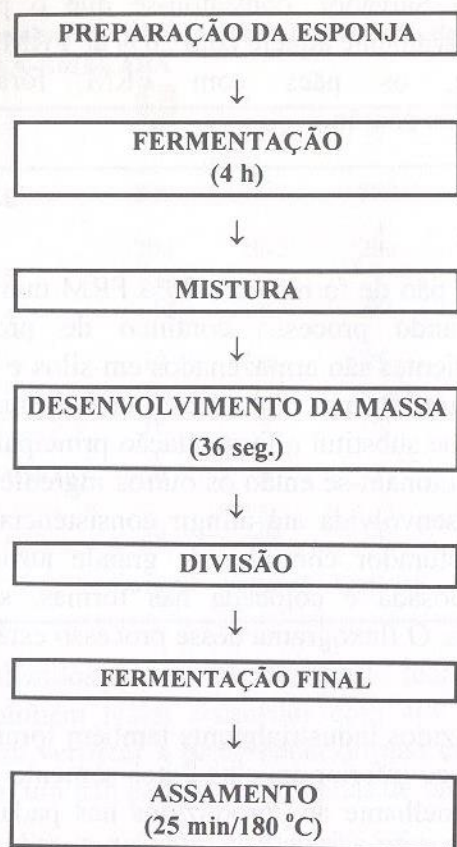 PREPARAÇÃO DA ESPONJA
↓
FERMENTAÇÃO
(4 h)
↓
MISTURA
↓
DESENVOLVIMENTO DA MASSA
(36 seg.)
↓
DIVISÃO
↓
FERMENTAÇÃO FINAL
↓
ASSAMENTO
(25 min/180 °C)